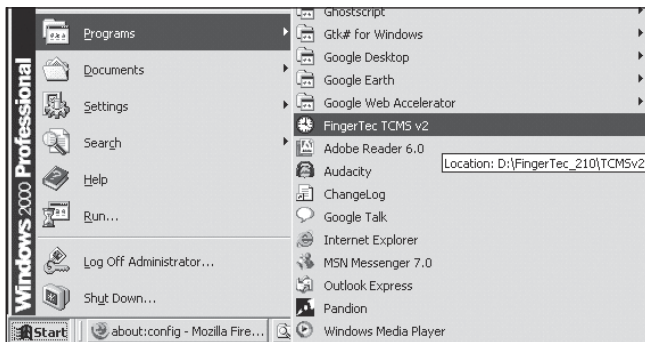 Windows 2000 Professional
Programs
Documents
Settings
Search
Help
Run...
Log Off Administrator...
Shut Down...
Ghostscript
Gtk# for Windows
Google Desktop
Google Earth
Google Web Accelerator
FingerTec TCMS v2
Adobe Reader 6.0
Location: D:\FingerTec_210\TCMSv2
Audacity
ChangeLog
Google Talk
Internet Explorer
MSN Messenger 7.0
Outlook Express
Pandion
Windows Media Player
Start
about:config - Mozilla Fire...